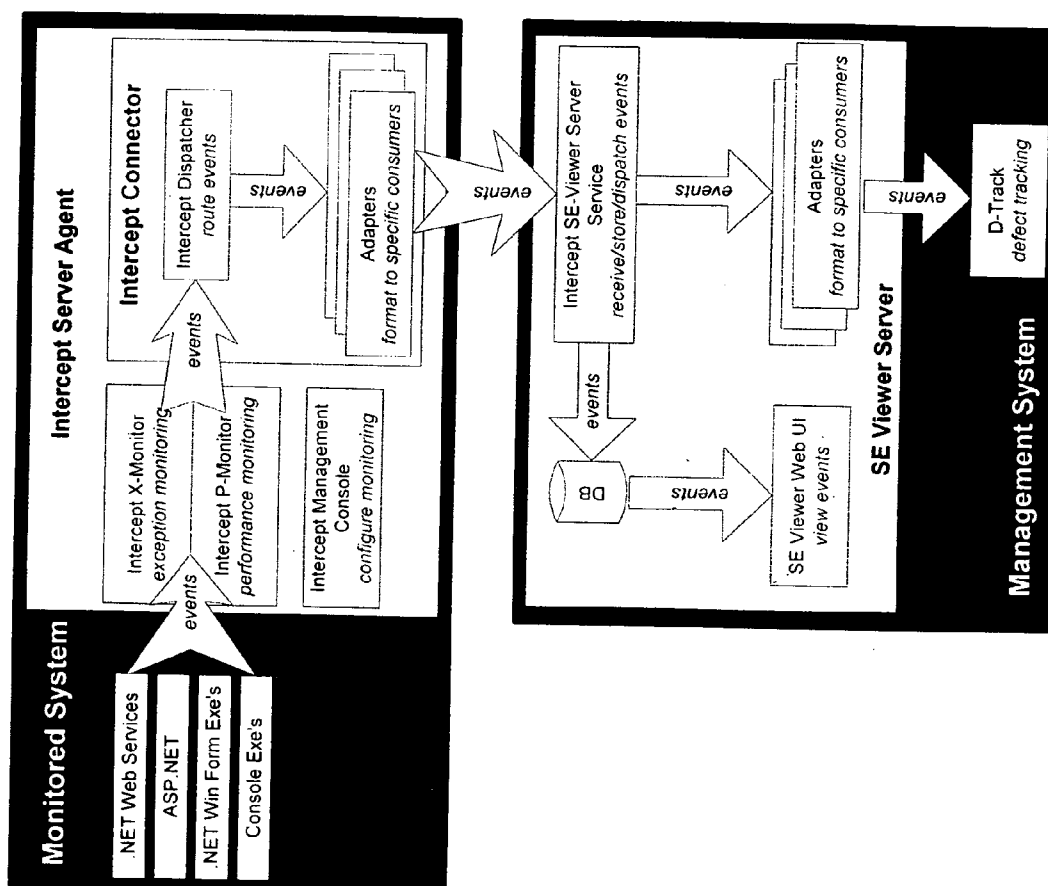 Monitored System
.NET Web Services
ASP.NET
.NET Win Form Exe's
Console Exe's
events
Intercept Server Agent
Intercept X-Monitor
exception monitoring
Intercept P-Monitor
performance monitoring
Intercept Management
Console
configure monitoring
events
Intercept Connector
Intercept Dispatcher
route events
events
Adapters
format to specific consumers
events
Intercept SE-Viewer Server
Service
receive/store/dispatch events
events
DB
events
SE Viewer Web UI
view events
events
Adapters
format to specific consumers
SE Viewer Server
events
D-Track
defect tracking
Management System